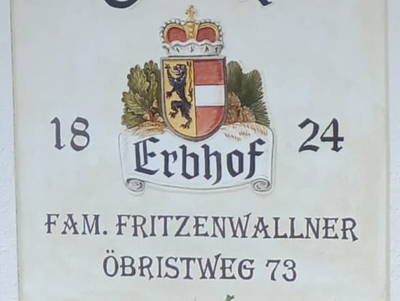 18 24
Erbhof
FAM. FRITZENWALLNER
ÖBRISTWEG 73